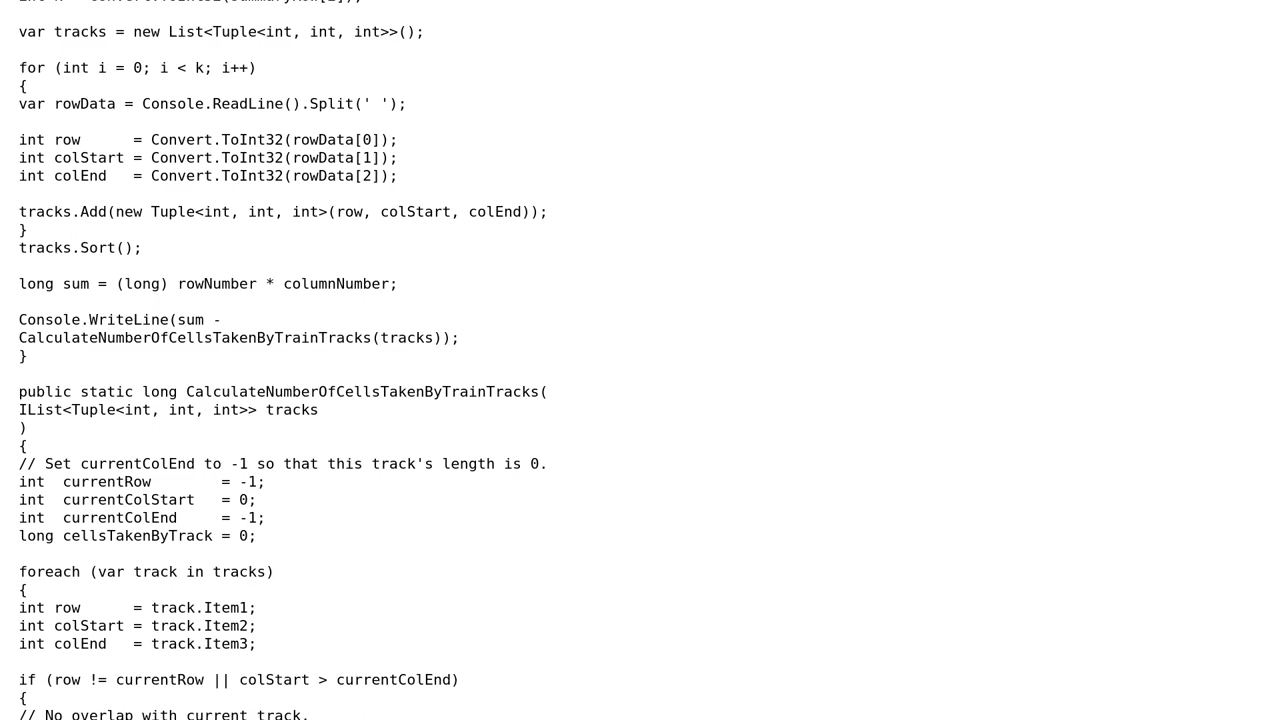 var tracks = new List<Tuple<int, int, int>>();
for (int i = 0; i < k; i++)
{
var rowData = Console.ReadLine().Split(' ');
int row      = Convert.ToInt32(rowData[0]);
int colStart = Convert.ToInt32(rowData[1]);
int colEnd   = Convert.ToInt32(rowData[2]);
tracks.Add(new Tuple<int, int, int>(row, colStart, colEnd));
}
tracks.Sort();
long sum = (long) rowNumber * columnNumber;
Console.WriteLine(sum -
CalculateNumberOfCellsTakenByTrainTracks(tracks));
}
public static long CalculateNumberOfCellsTakenByTrainTracks(
IList<Tuple<int, int, int>> tracks
)
{
// Set currentColEnd to -1 so that this track's length is 0.
int  currentRow        = -1;
int  currentColStart   = 0;
int  currentColEnd     = -1;
long cellsTakenByTrack = 0;
foreach (var track in tracks)
{
int row      = track.Item1;
int colStart = track.Item2;
int colEnd   = track.Item3;
if (row != currentRow || colStart > currentColEnd)
{
// No overlap with current track.